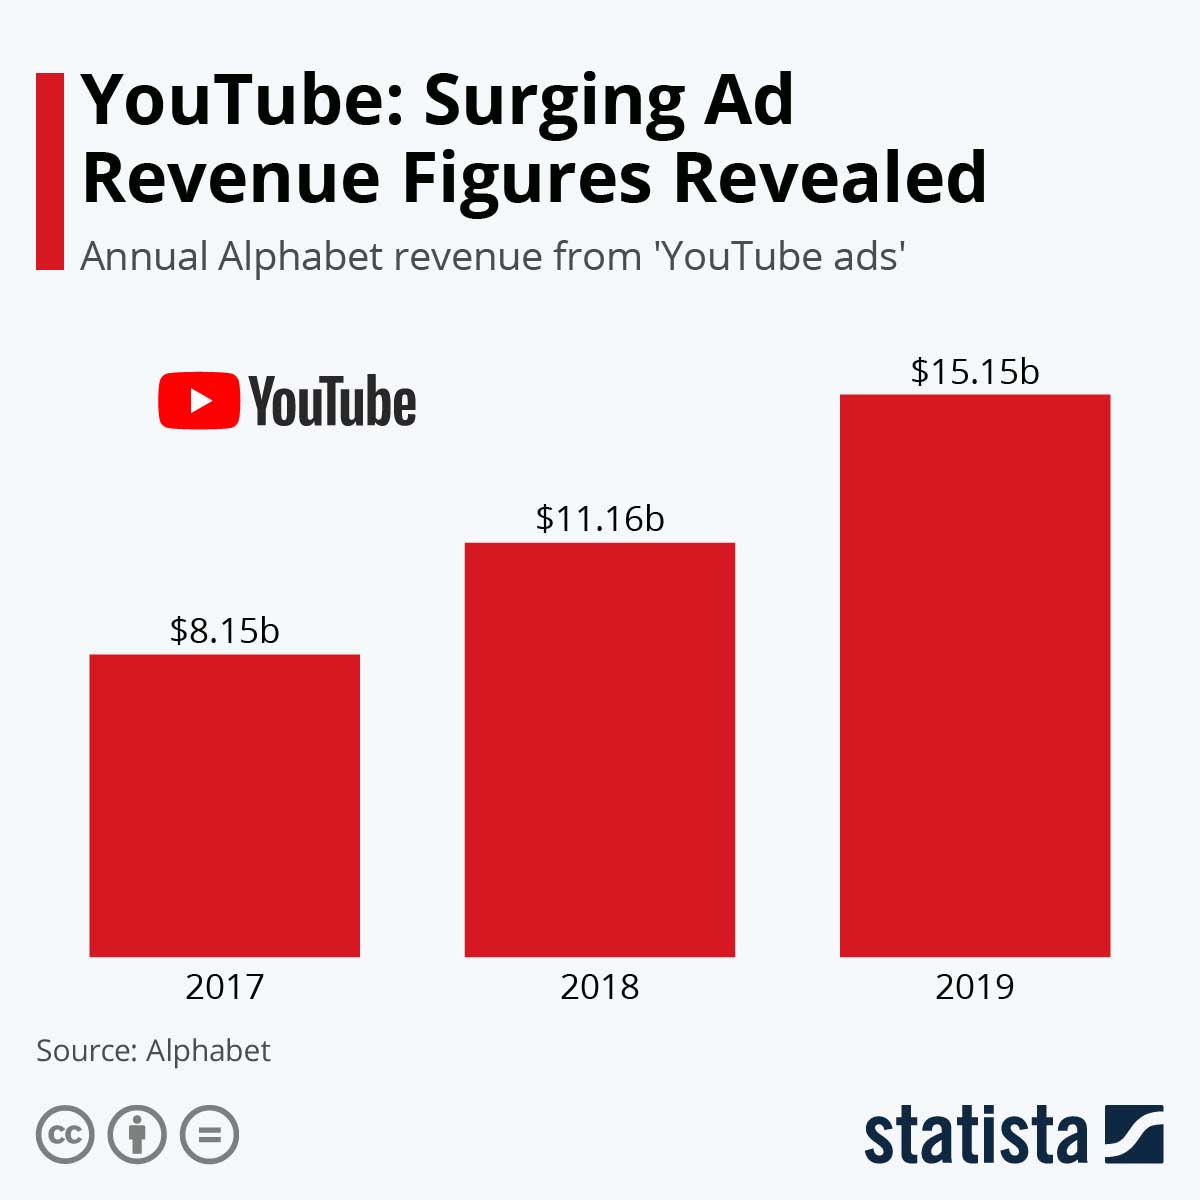 YouTube: Surging Ad
Revenue Figures Revealed
Annual Alphabet revenue from 'YouTube ads'
YouTube
$15.15b
$11.16b
$8.15b
2017
2018
2019
Source: Alphabet
cc
=
statista